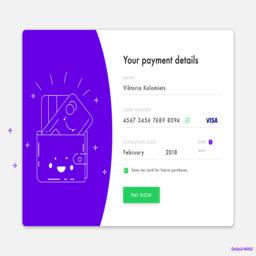 Your payment details
NAME
Viktoria Kolomiets
CARD NUMBER
4567 3456 7689 8094
VISA
EXPIRATION DATE
CVV ?
February 2018 ***
Save my card for future purchases
PAY NOW
DailyUI #002